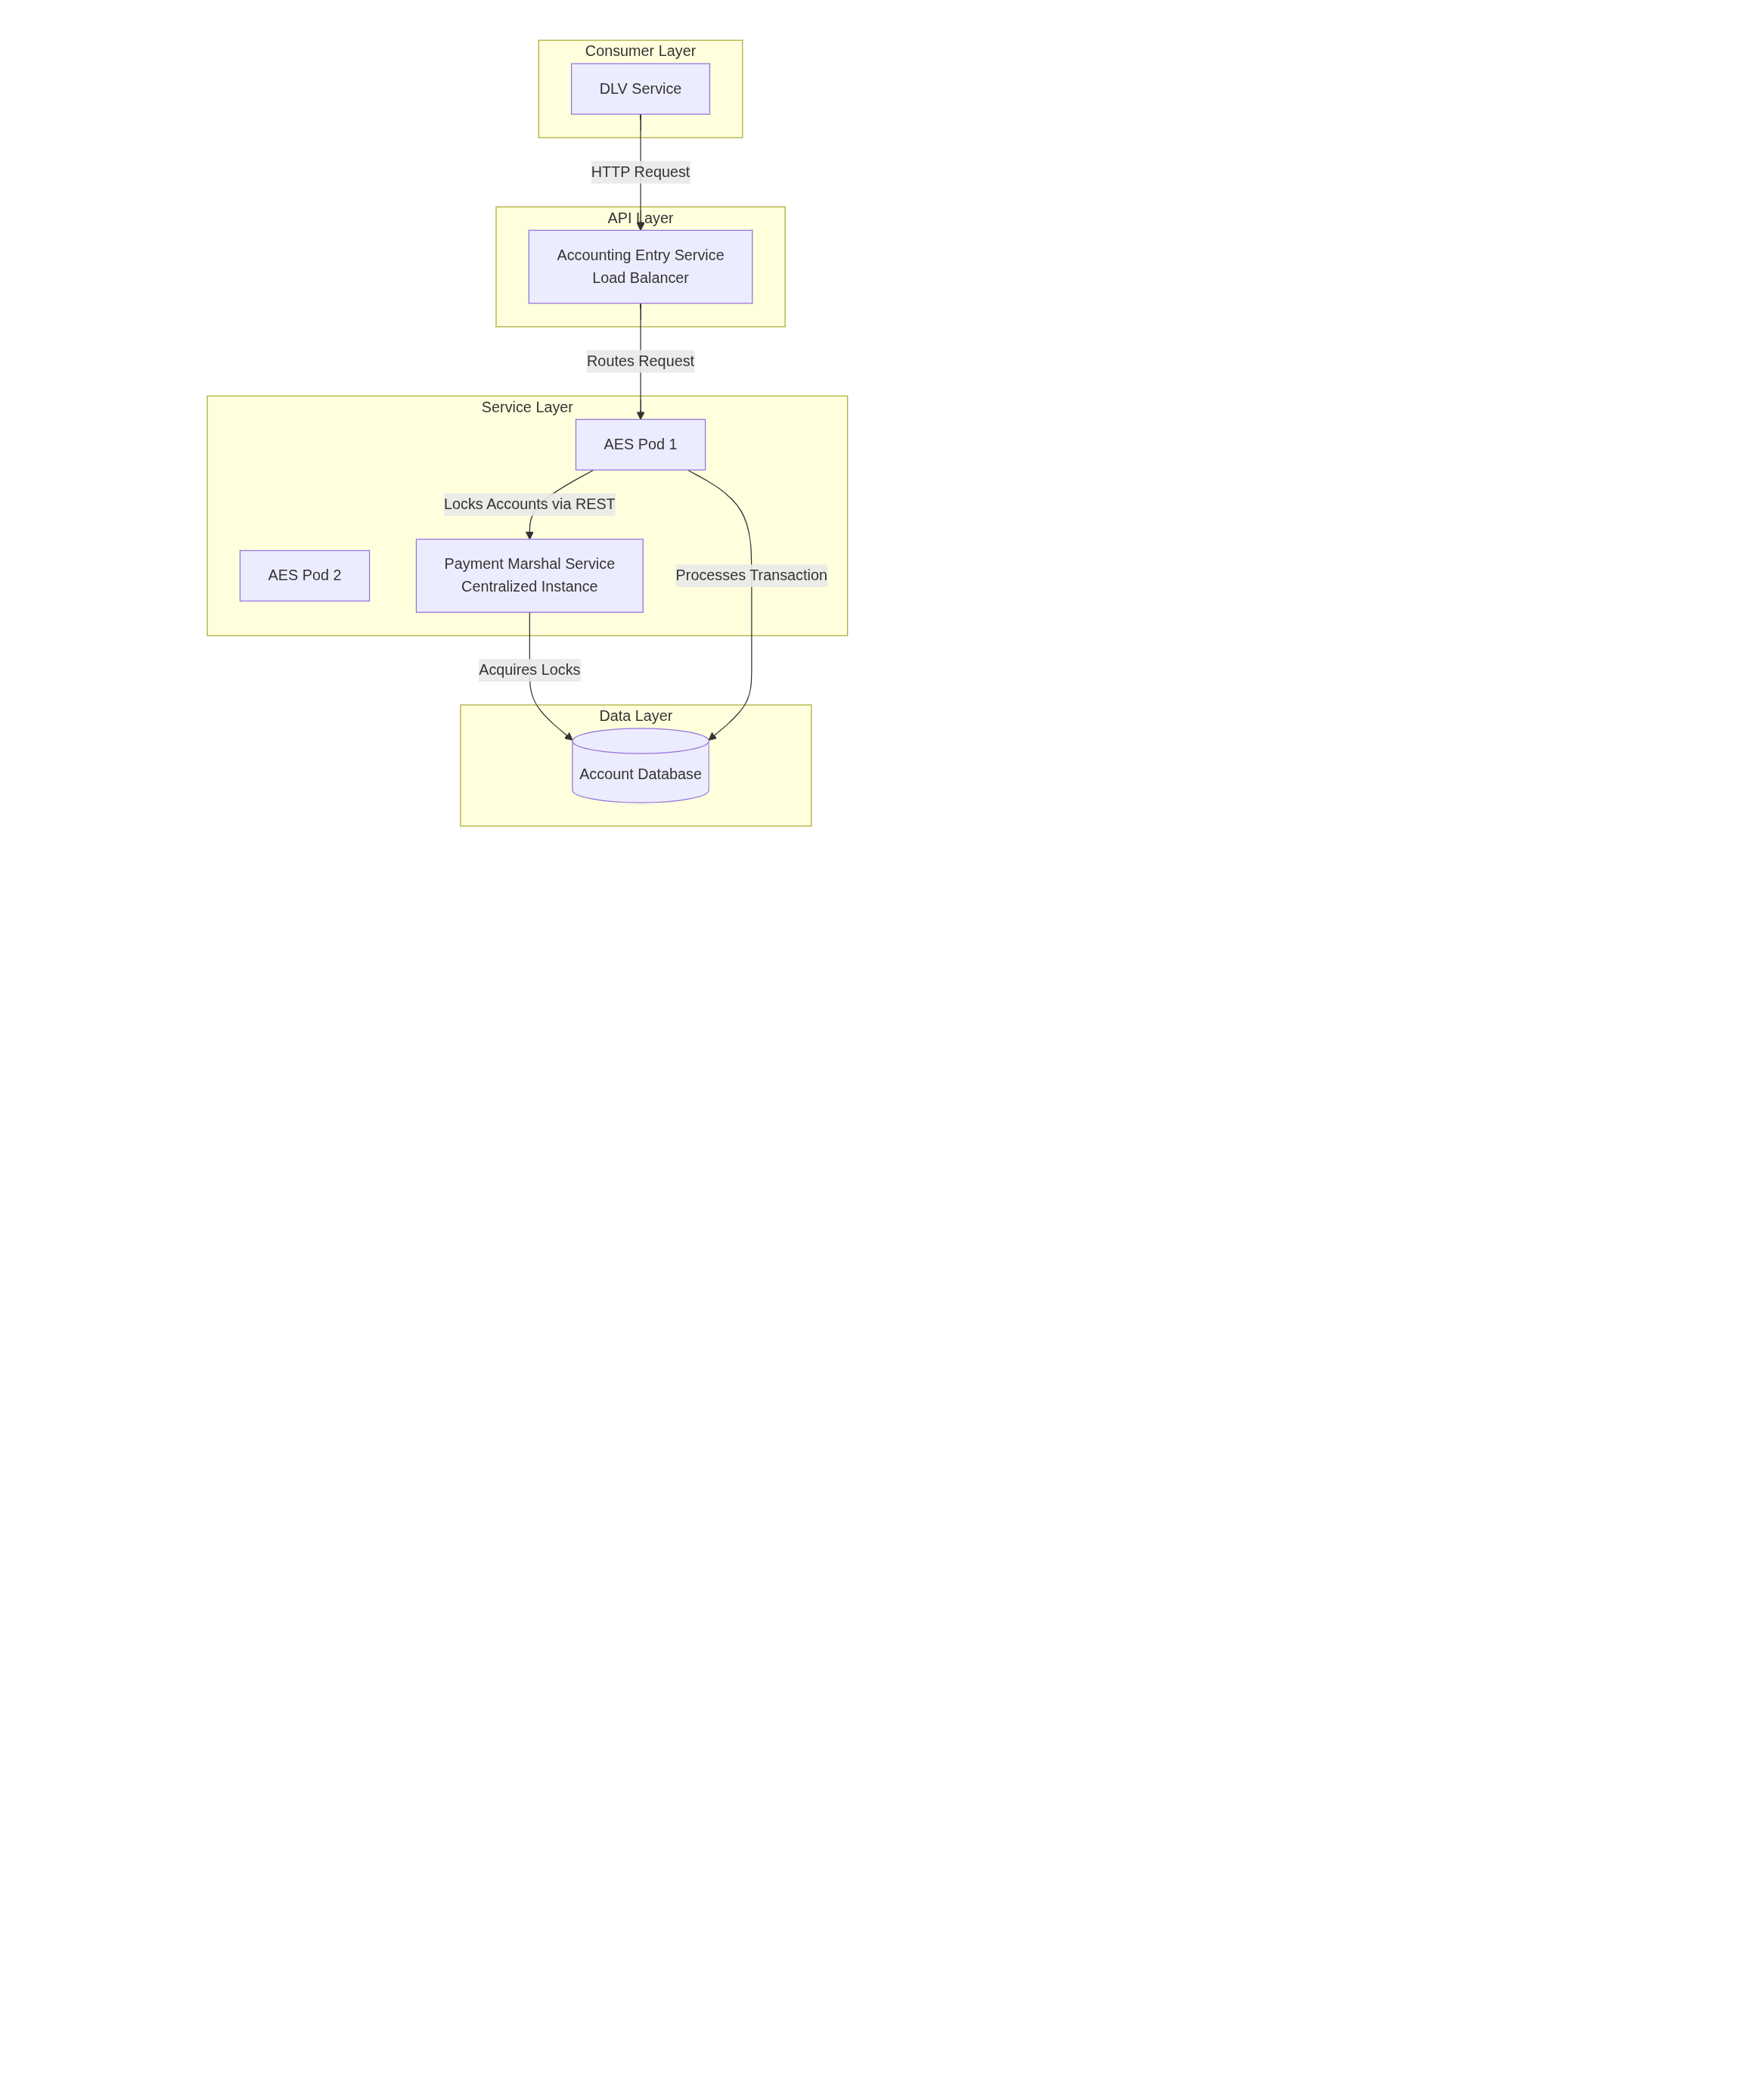 Consumer Layer
DLV Service
HTTP Request
API Layer
Accounting Entry Service
Load Balancer
Routes Request
Service Layer
AES Pod 1
Locks Accounts via REST
AES Pod 2
Payment Marshal Service
Centralized Instance
Processes Transaction
Acquires Locks
Data Layer
Account Database